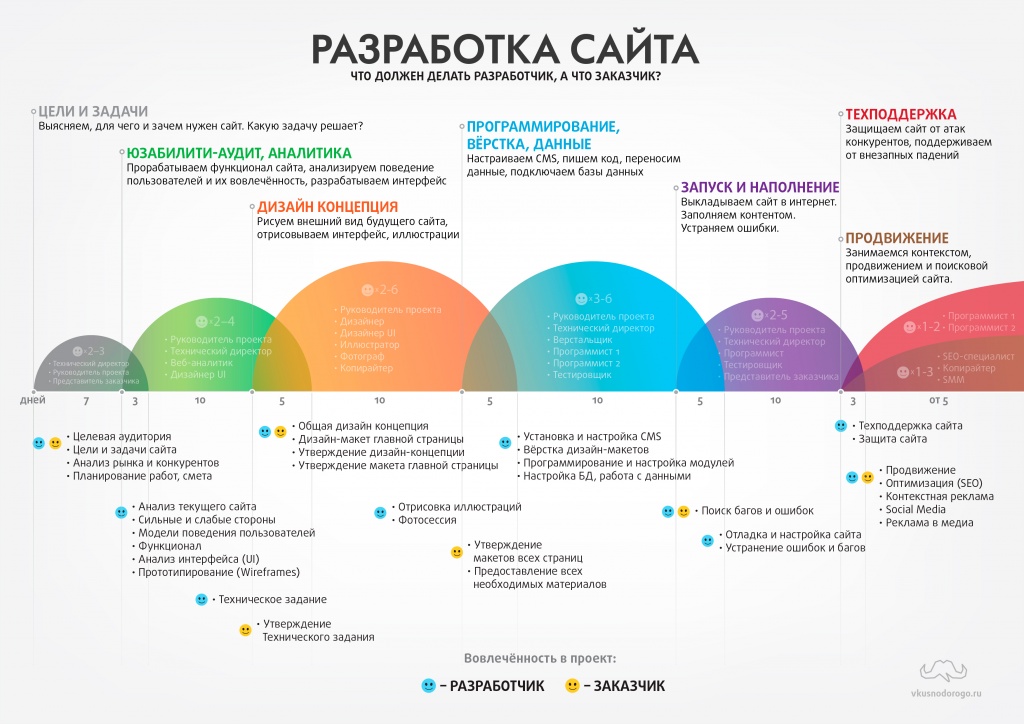 РАЗРАБОТКА САЙТА
ЧТО ДОЛЖЕН ДЕЛАТЬ РАЗРАБОТЧИК, А ЧТО ЗАКАЗЧИК?
ЦЕЛИ И ЗАДАЧИ
Выясняем, для чего и зачем нужен сайт. Какую задачу решает?
ЮЗАБИЛИТИ-АУДИТ, АНАЛИТИКА
Прорабатываем функционал сайта, анализируем поведение
пользователей и их вовлечённость, разрабатываем интерфейс
ДИЗАЙН КОНЦЕПЦИЯ
Рисуем внешний вид будущего сайта,
отрисовываем интерфейс, иллюстрации
ПРОГРАММИРОВАНИЕ,
ВЁРСТКА, ДАННЫЕ
Настраиваем CMS, пишем код, переносим
данные, подключаем базы данных
ЗАПУСК И НАПОЛНЕНИЕ
Выкладываем сайт в интернет.
Заполняем контентом.
Устраняем ошибки.
ТЕХПОДДЕРЖКА
Защищаем сайт от атак
конкурентов, поддерживаем
от внезапных падений
ПРОДВИЖЕНИЕ
Занимаемся контекстом,
продвижением и поисковой
оптимизацией сайта.
×2–3
• Технический директор
• Руководитель проекта
• Представитель заказчика
×2–4
• Руководитель проекта
• Технический директор
• Веб-аналитик
• Дизайнер UI
×2-6
• Руководитель проекта
• Дизайнер
• Дизайнер UI
• Иллюстратор
• Фотограф
• Копирайтер
×3-6
• Руководитель проекта
• Технический директор
• Верстальщик
• Программист 1
• Программист 2
• Тестировщик
×2-5
• Руководитель проекта
• Технический директор
• Программист
• Тестировщик
• Представитель заказчика
×1-2
• Программист 1
• Программист 2
×1-3
• SEO-специалист
• Копирайтер
• SMM
дней 7 3 10 5 10 5 10 5 10 3 от 5
• Целевая аудитория
• Цели и задачи сайта
• Анализ рынка и конкурентов
• Планирование работ, смета
• Анализ текущего сайта
• Сильные и слабые стороны
• Модели поведения пользователей
• Функционал
• Анализ интерфейса (UI)
• Прототипирование (Wireframes)
• Техническое задание
• Утверждение
Технического задания
• Общая дизайн концепция
• Дизайн-макет главной страницы
• Утверждение дизайн-концепции
• Утверждение макета главной страницы
• Отрисовка иллюстраций
• Фотосессия
• Утверждение
макетов всех страниц
• Предоставление всех
необходимых материалов
• Установка и настройка CMS
• Вёрстка дизайн-макетов
• Программирование и настройка модулей
• Настройка БД, работа с данными
• Поиск багов и ошибок
• Отладка и настройка сайта
• Устранение ошибок и багов
• Техподдержка сайта
• Защита сайта
• Продвижение
• Оптимизация (SEO)
• Контекстная реклама
• Social Media
• Реклама в медиа
Вовлечённость в проект:
– РАЗРАБОТЧИК – ЗАКАЗЧИК
vkusnodorogo.ru